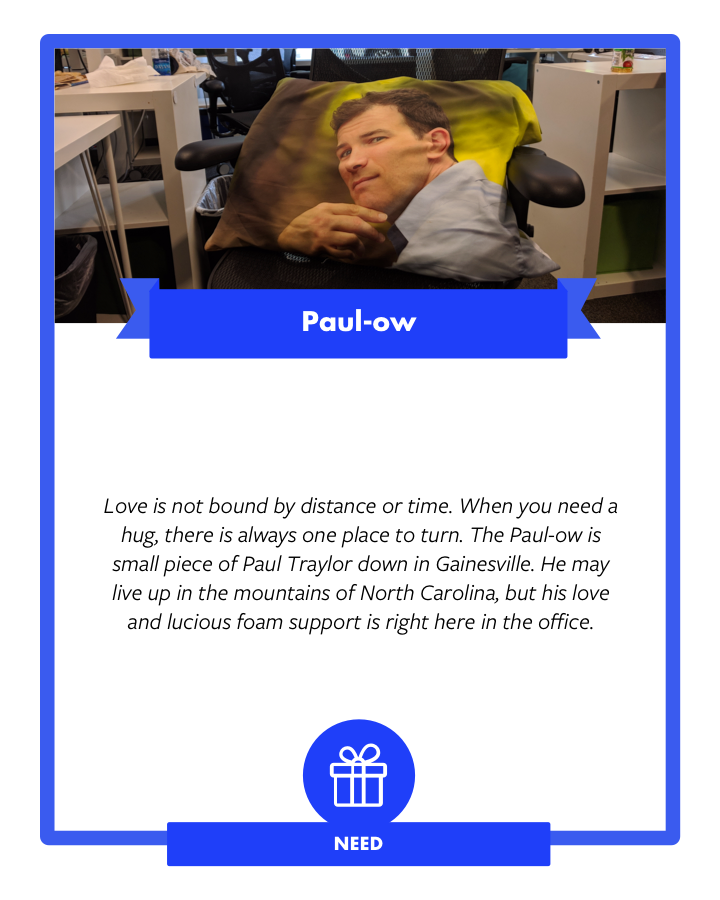 Paul-ow
Love is not bound by distance or time. When you need a
hug, there is always one place to turn. The Paul-ow is
small piece of Paul Traylor down in Gainesville. He may
live up in the mountains of North Carolina, but his love
and lucious foam support is right here in the office.
NEED